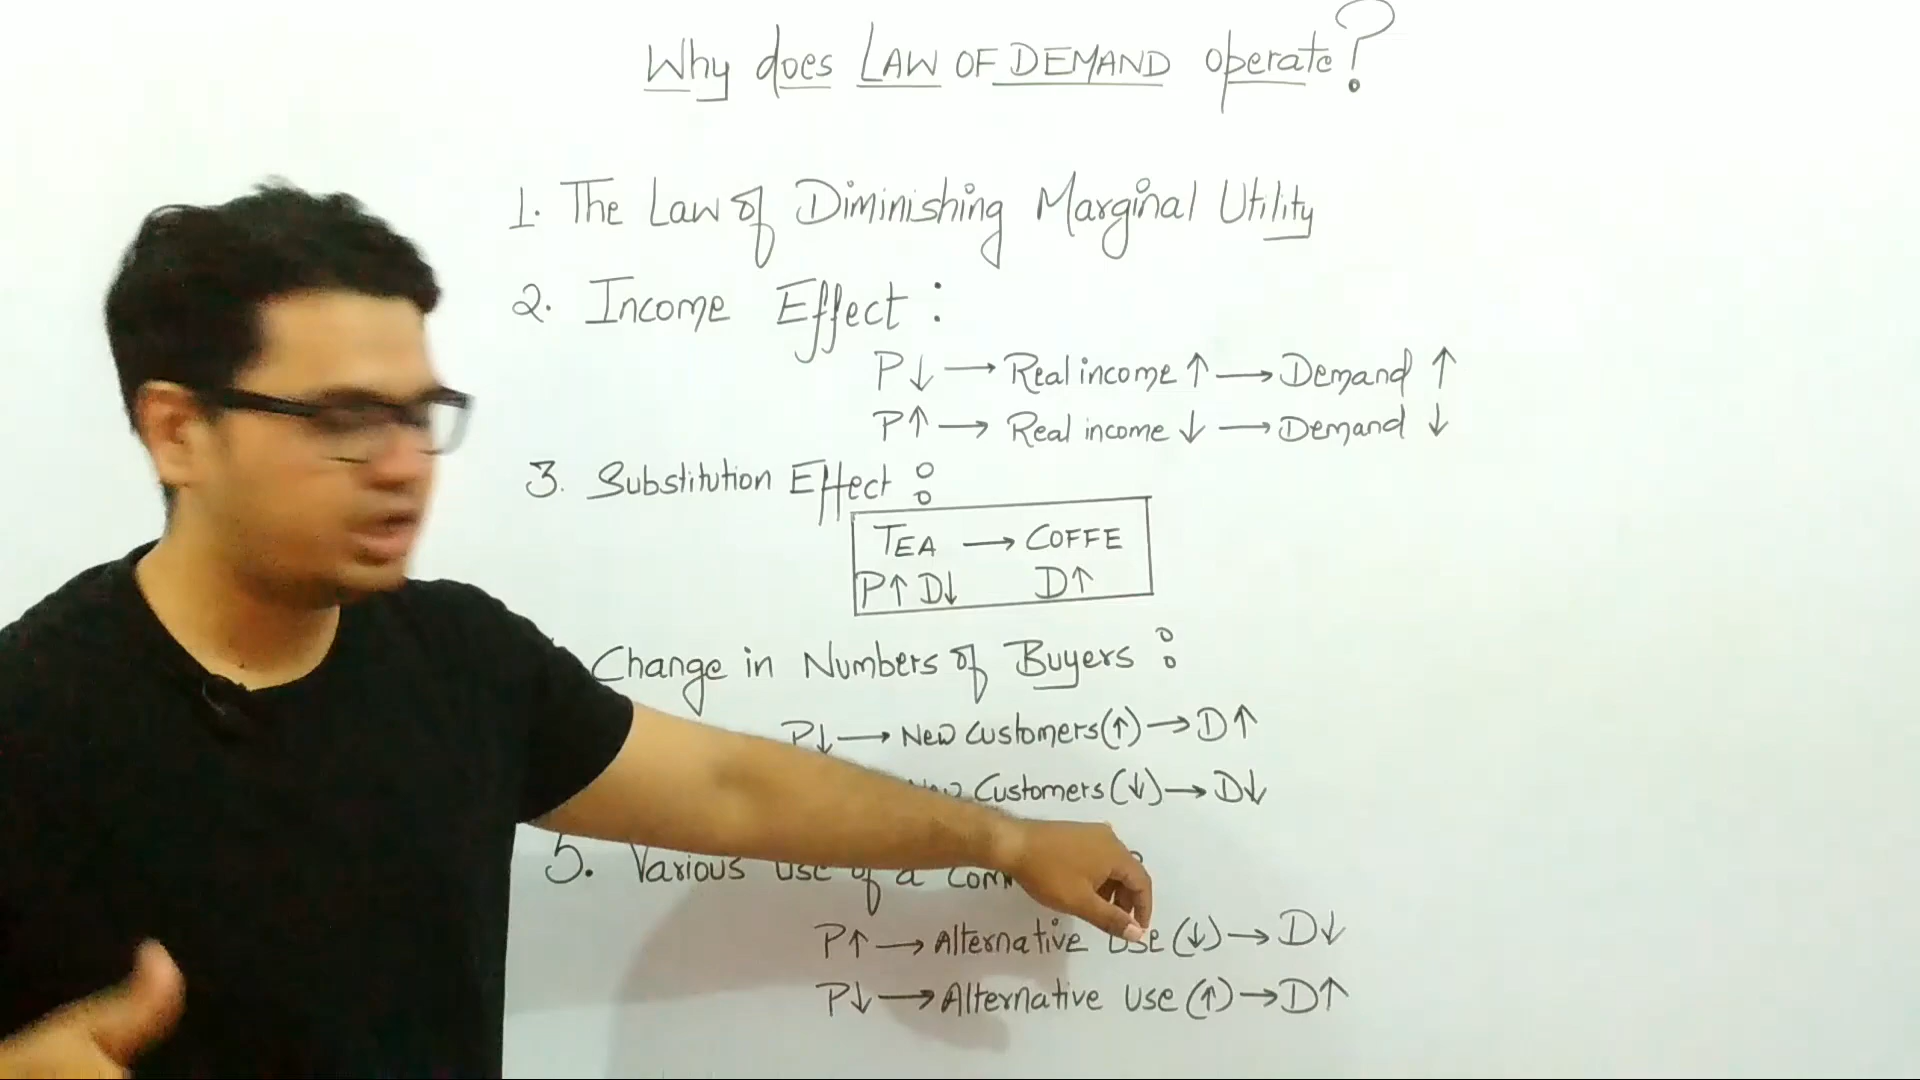 Why does LAW OF DEMAND operate?
1. The Law of Diminishing Marginal Utility
2. Income Effect :
P↓ → Real income ↑ → Demand ↑
P↑ → Real income ↓ → Demand ↓
3. Substitution Effect :
TEA → COFFE
P↑ D↓ D↑
Change in Numbers of Buyers :
P↓ → New Customers (↑) → D↑
Customers (↓) → D↓
5. Various use of a
P↑ → Alternative Use (↓) → D↓
P↓ → Alternative Use (↑) → D↑